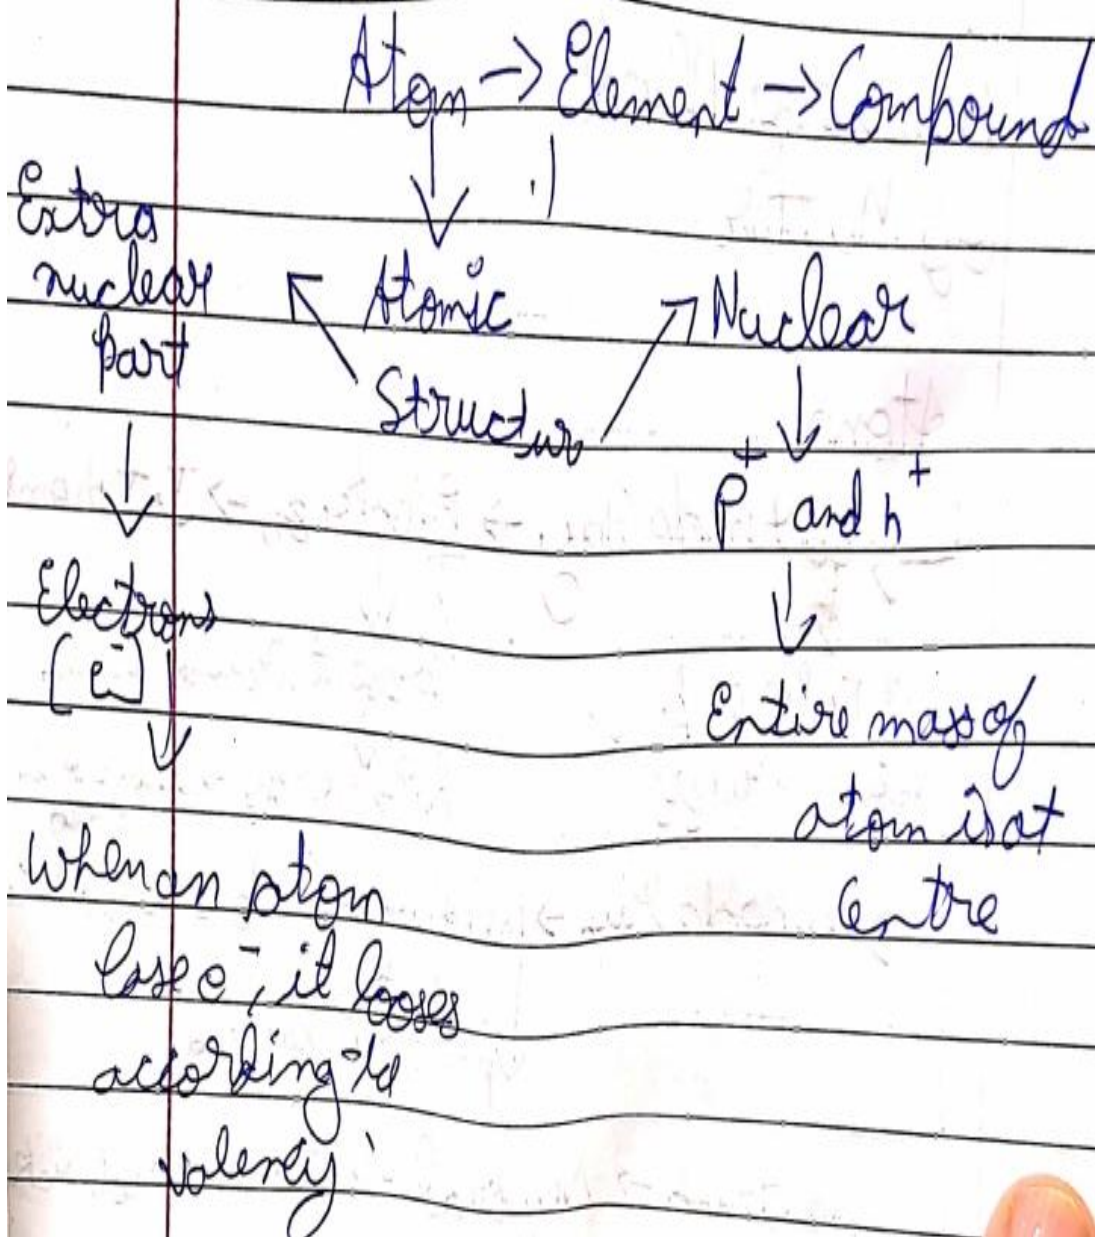 Atom → Element → Compound
Extra
nuclear
part
Atomic
Structur
Nuclear
P+ and n+
Electrons
[e-]
Entire mass of
atom is at
Centre
When an atom
lose e-, it looses
according to
valency